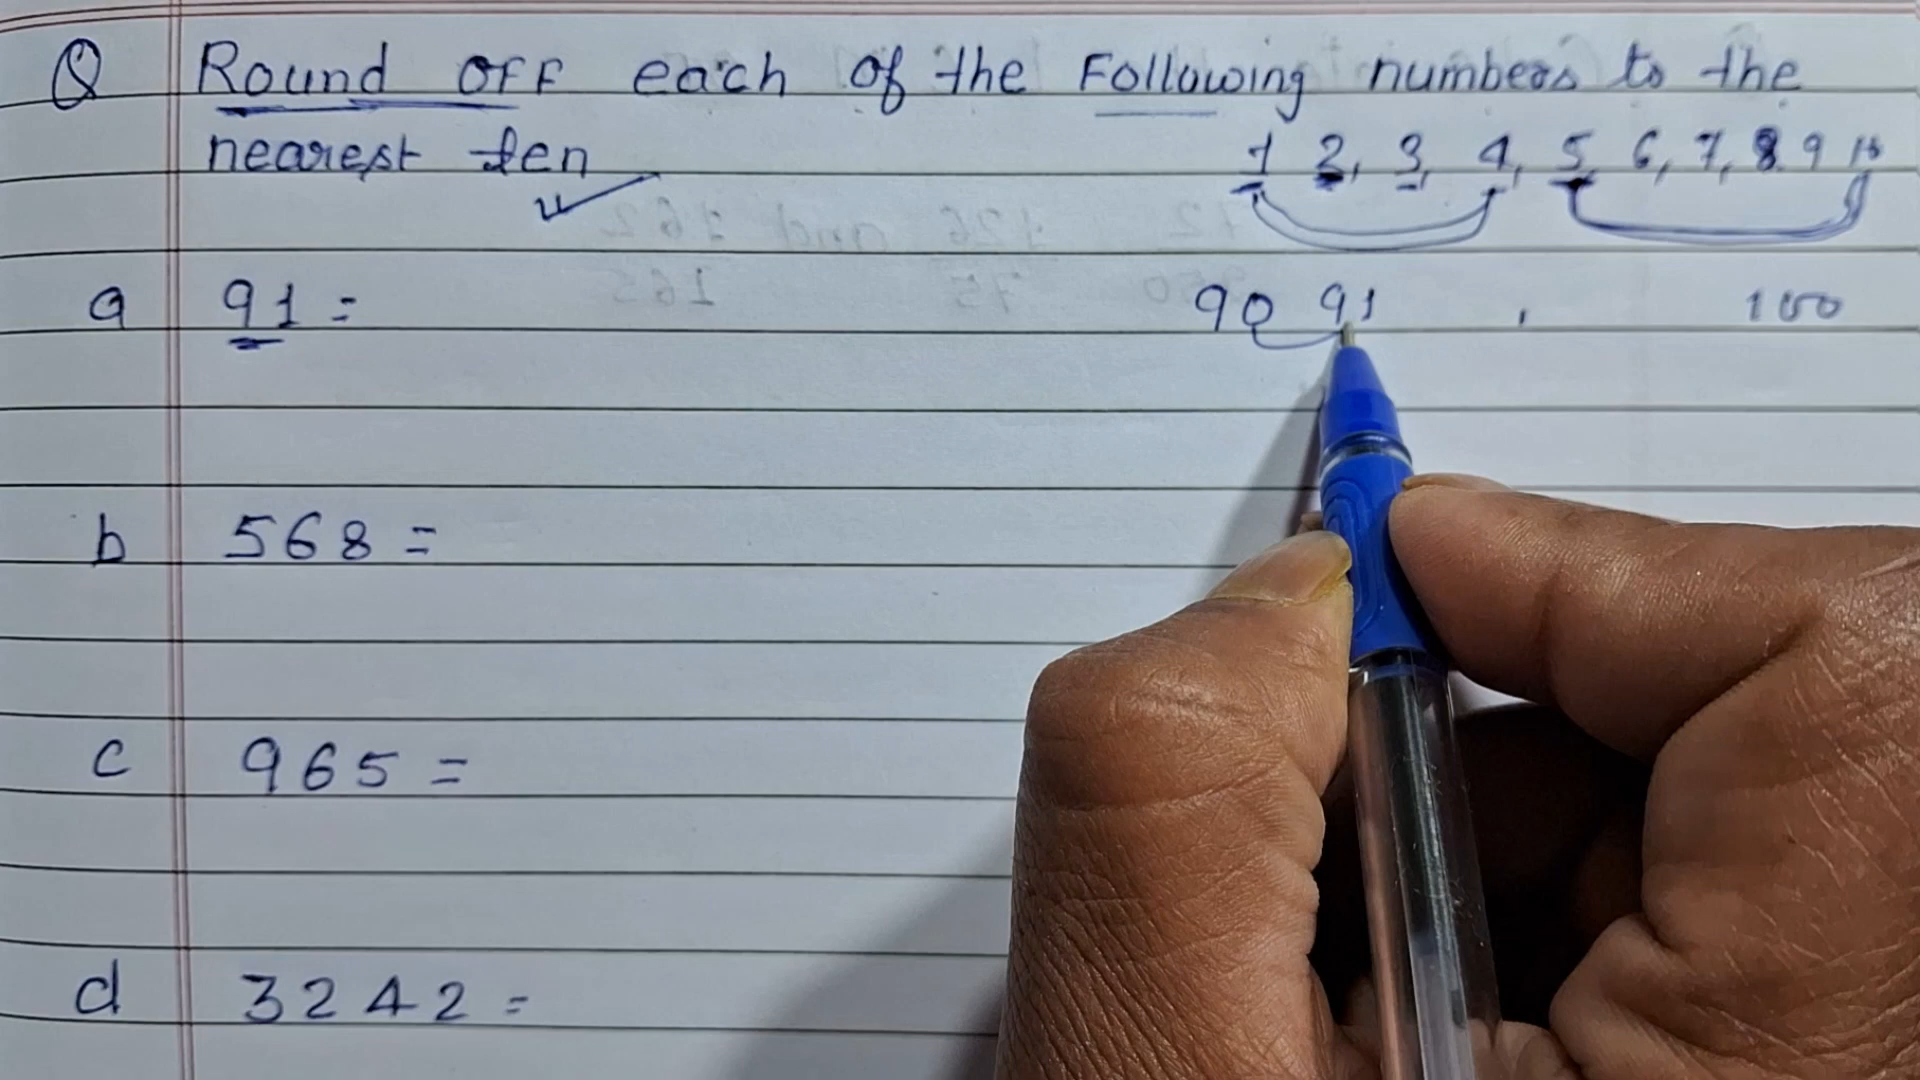 Q Round OFF each of the Following numbers to the
nearest ten
1 2, 3, 4, 5, 6, 7, 8 9 10
a 91 =
90 91 , 100
b 568 =
c 965 =
d 3242 =